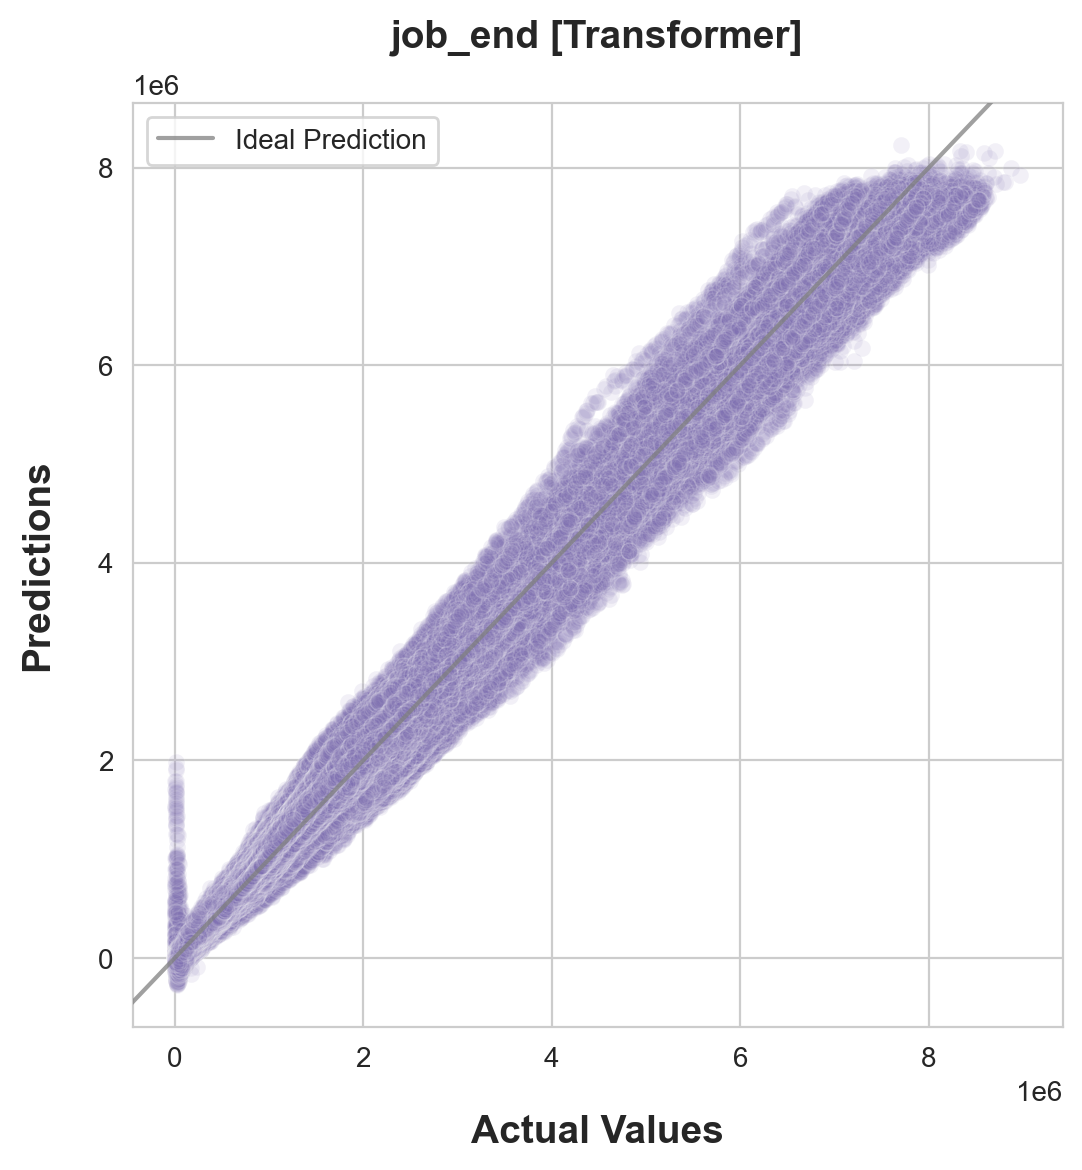 job_end [Transformer]
1e6
Ideal Prediction
8
6
4
2
0
Predictions
0 2 4 6 8
1e6
Actual Values